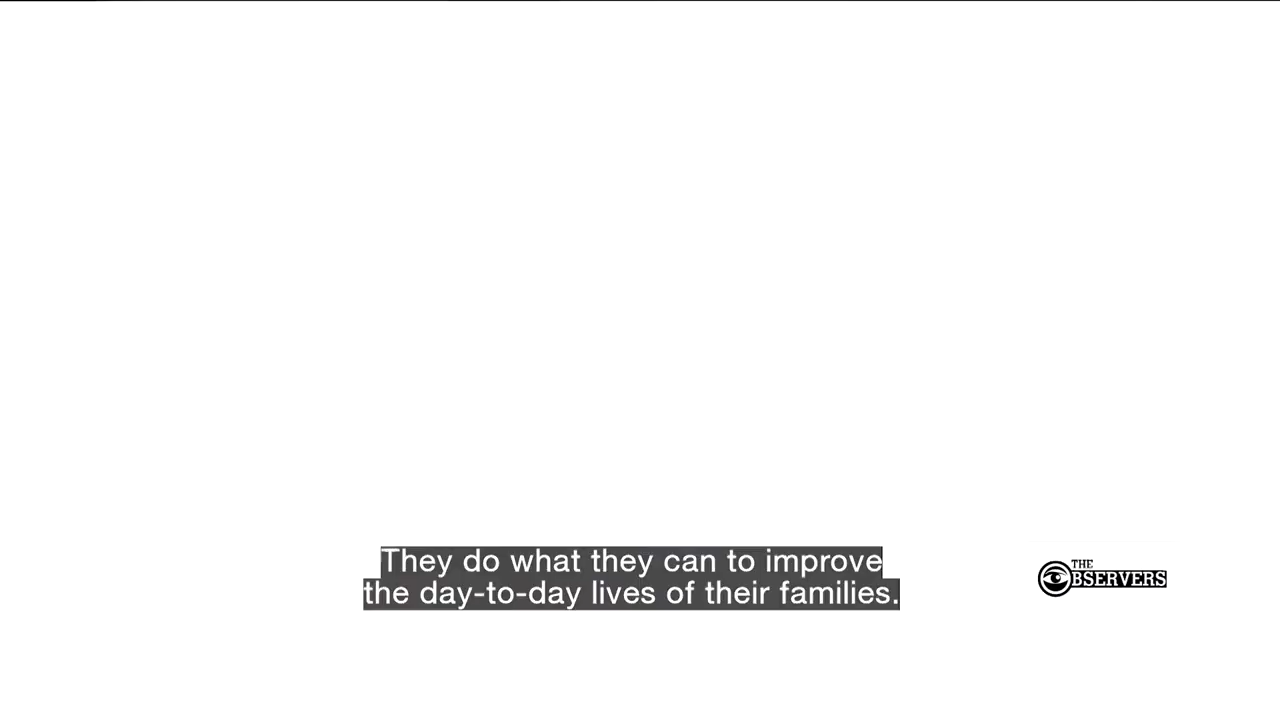 They do what they can to improve
the day-to-day lives of their families.
THE
OBSERVERS